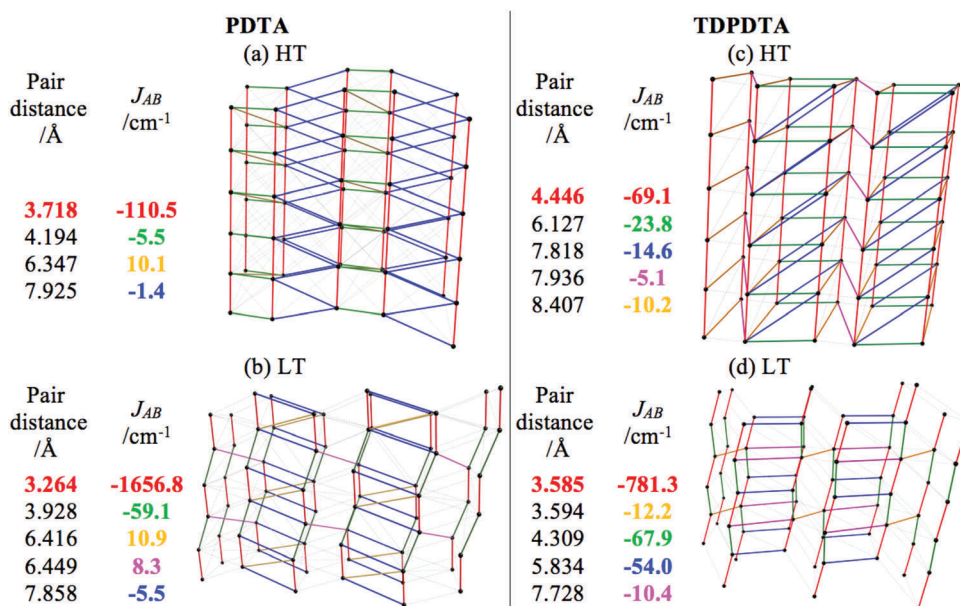 PDTA
(a) HT
Pair distance /Å
J_AB /cm⁻¹
3.718 -110.5
4.194 -5.5
6.347 10.1
7.925 -1.4
(b) LT
Pair distance /Å
J_AB /cm⁻¹
3.264 -1656.8
3.928 -59.1
6.416 10.9
6.449 8.3
7.858 -5.5
TDPDTA
(c) HT
Pair distance /Å
J_AB /cm⁻¹
4.446 -69.1
6.127 -23.8
7.818 -14.6
7.936 -5.1
8.407 -10.2
(d) LT
Pair distance /Å
J_AB /cm⁻¹
3.585 -781.3
3.594 -12.2
4.309 -67.9
5.834 -54.0
7.728 -10.4